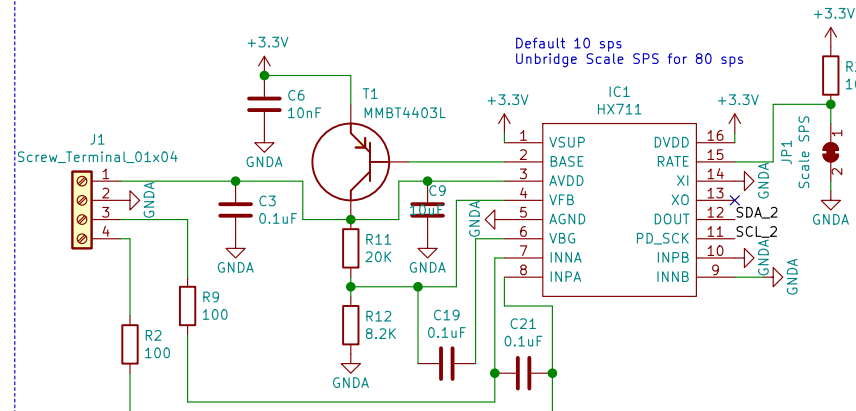 +3.3V
Default 10 sps
Unbridge Scale SPS for 80 sps
+3.3V
T1
MMBT4403L
C6
10nF
GNDA
IC1
HX711
+3.3V
+3.3V
1
VSUP
DVDD
16
2
BASE
RATE
15
3
AVDD
XI
14
GNDA
4
VFB
XO
13
5
AGND
DOUT
12
SDA_2
6
VBG
PD_SCK
11
SCL_2
7
INNA
INPB
10
GNDA
8
INPA
INNB
9
GNDA
JP1
Scale SPS
1
2
GNDA
J1
Screw_Terminal_01x04
1
2
GNDA
3
4
C3
0.1uF
GNDA
C9
10uF
GNDA
GNDA
R11
20K
R12
8.2K
GNDA
C19
0.1uF
C21
0.1uF
R9
100
R2
100